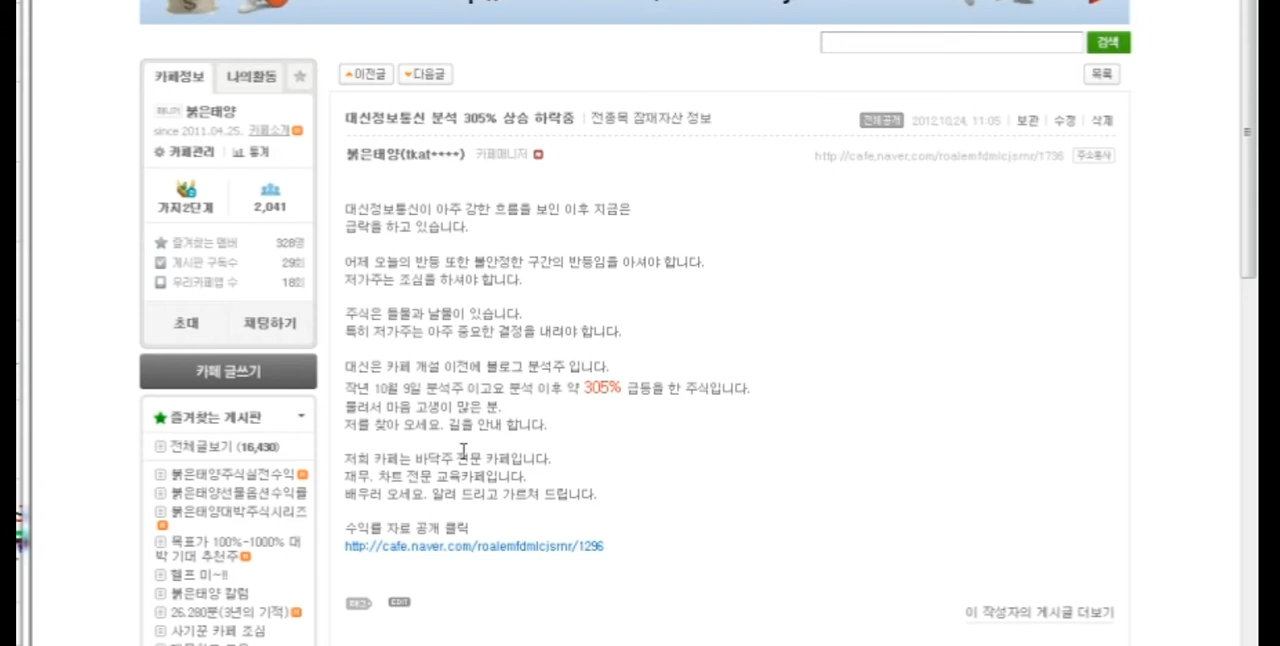 검색
카페정보 나의활동
이전글 다음글 목록
매니저 붉은태양
since 2011.04.25. 카페소개
카페관리 통계
가지2단계 2,041
즐겨찾는 멤버 328명
게시판 구독수 29회
우리카페앱 수 18회
초대 채팅하기
카페 글쓰기
즐겨찾는 게시판
전체글보기 (16,430)
붉은태양주식실전수익
붉은태양선물옵션수익률
붉은태양대박주식시리즈
목표가 100%-1000% 대
박 기대 추천주
헬프 미~!!
붉은태양 칼럼
26.280분(3년의 기적)
사기꾼 카페 조심
대신정보통신 분석 305% 상승 하락중 | 전종목 잠재자산 정보
전체공개 2012.10.24. 11:05 | 보관 | 수정 | 삭제
붉은태양(tkat****) 카페매니저
http://cafe.naver.com/roalemfdmlcjsrnr/1736 주소복사
대신정보통신이 아주 강한 흐름을 보인 이후 지금은
급락을 하고 있습니다.
어제 오늘의 반등 또한 불안정한 구간의 반등임을 아셔야 합니다.
저가주는 조심을 하셔야 합니다.
주식은 들물과 날물이 있습니다.
특히 저가주는 아주 중요한 결정을 내려야 합니다.
대신은 카페 개설 이전에 블로그 분석주 입니다.
작년 10월 9일 분석주 이고요 분석 이후 약 305% 급등을 한 주식입니다.
물려서 마음 고생이 많은 분.
저를 찾아 오세요. 길을 안내 합니다.
저희 카페는 바닥주 전문 카페입니다.
재무. 차트 전문 교육카페입니다.
배우러 오세요. 알려 드리고 가르쳐 드립니다.
수익률 자료 공개 클릭
http://cafe.naver.com/roalemfdmlcjsrnr/1296
태그 EDIT
이 작성자의 게시글 더보기